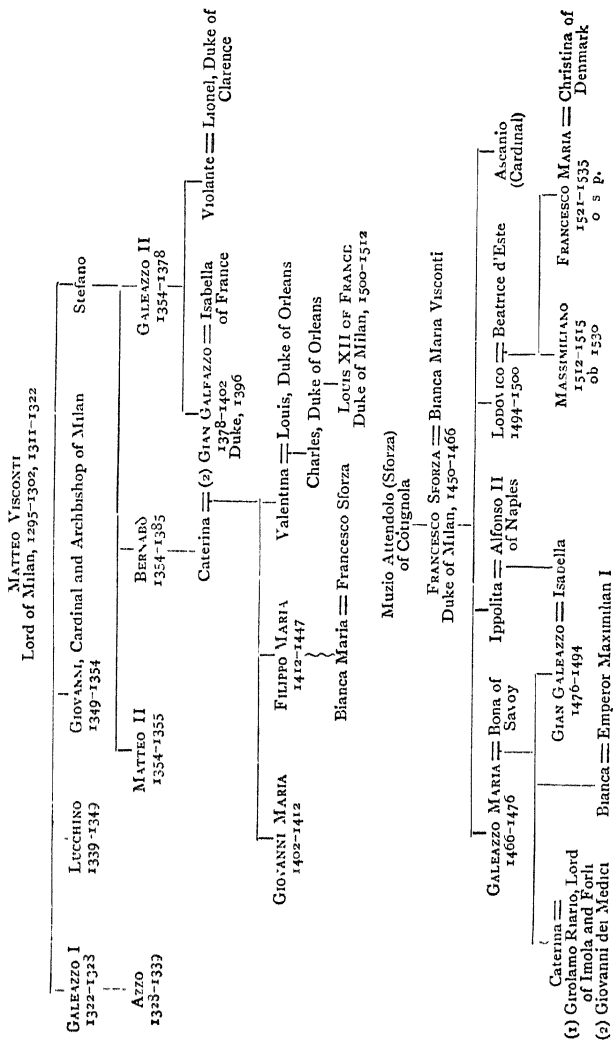 MATTEO VISCONTI
Lord of Milan, 1295-1302, 1311-1322
GALEAZZO I
1322-1328
LUCCHINO
1339-1349
GIOVANNI, Cardinal and Archbishop of Milan
1349-1354
Stefano
AZZO
1328-1339
MATTEO II
1354-1355
BERNABÒ
1354-1385
GALEAZZO II
1354-1378
Caterina = (2) GIAN GALEAZZO = Isabella
1378-1402 of France
Duke, 1396
Violante = Lionel, Duke of
Clarence
GIOVANNI MARIA
1402-1412
FILIPPO MARIA
1412-1447
Valentina = Louis, Duke of Orleans
Bianca Maria = Francesco Sforza
Charles, Duke of Orleans
LOUIS XII OF FRANCE
Duke of Milan, 1500-1512
Muzio Attendolo (Sforza)
of Cotignola
FRANCESCO SFORZA = Bianca Maria Visconti
Duke of Milan, 1450-1466
GALEAZZO MARIA = Bona of
1466-1476 Savoy
Ippolita = Alfonso II
of Naples
LODOVICO = Beatrice d'Este
1494-1500
Ascanio
(Cardinal)
Caterina =
(1) Girolamo Riario, Lord
of Imola and Forlì
(2) Giovanni dei Medici
Bianca = Emperor Maximilian I
GIAN GALEAZZO = Isabella
1476-1494
MASSIMILIANO
1512-1515
ob 1530
FRANCESCO MARIA = Christina of
1521-1535 Denmark
o s p.